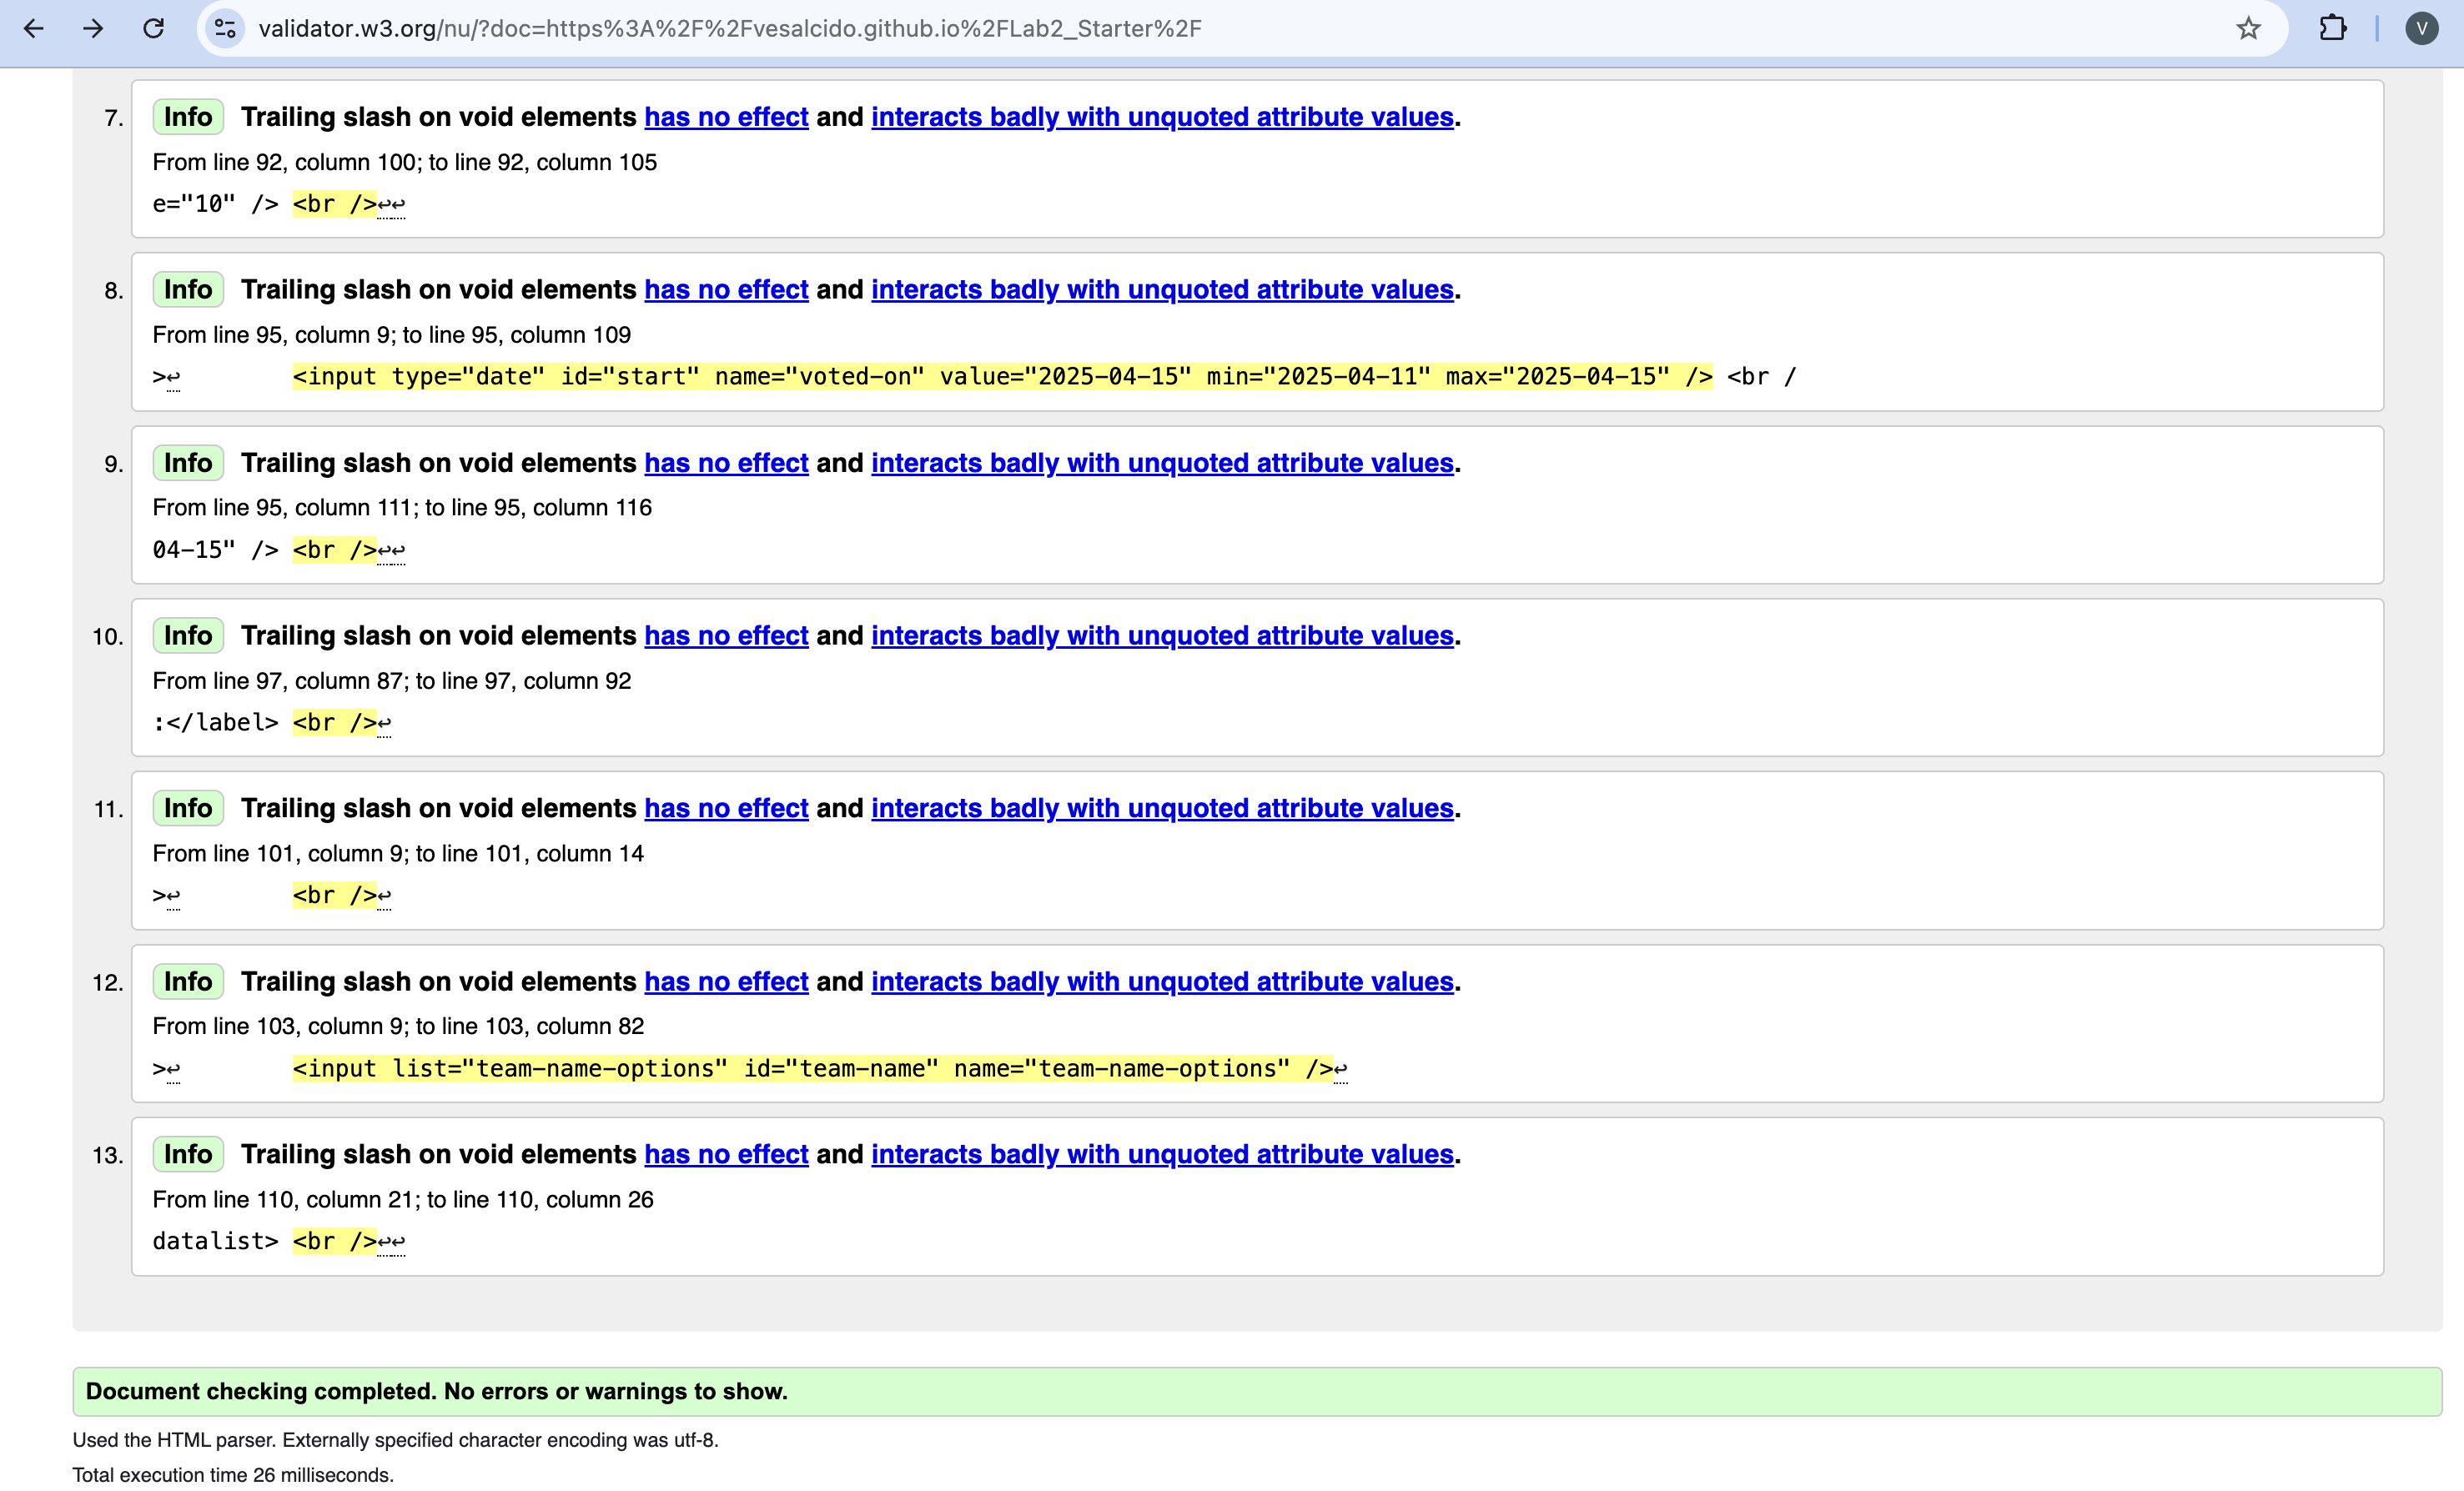 validator.w3.org/nu/?doc=https%3A%2F%2Fvesalcido.github.io%2FLab2_Starter%2F
V
7. Info Trailing slash on void elements has no effect and interacts badly with unquoted attribute values.
From line 92, column 100; to line 92, column 105
e="10" /> <br />↩↩
8. Info Trailing slash on void elements has no effect and interacts badly with unquoted attribute values.
From line 95, column 9; to line 95, column 109
>↩ <input type="date" id="start" name="voted-on" value="2025-04-15" min="2025-04-11" max="2025-04-15" /> <br /
9. Info Trailing slash on void elements has no effect and interacts badly with unquoted attribute values.
From line 95, column 111; to line 95, column 116
04-15" /> <br />↩↩
10. Info Trailing slash on void elements has no effect and interacts badly with unquoted attribute values.
From line 97, column 87; to line 97, column 92
:</label> <br />↩
11. Info Trailing slash on void elements has no effect and interacts badly with unquoted attribute values.
From line 101, column 9; to line 101, column 14
>↩ <br />↩
12. Info Trailing slash on void elements has no effect and interacts badly with unquoted attribute values.
From line 103, column 9; to line 103, column 82
>↩ <input list="team-name-options" id="team-name" name="team-name-options" />↩
13. Info Trailing slash on void elements has no effect and interacts badly with unquoted attribute values.
From line 110, column 21; to line 110, column 26
datalist> <br />↩↩
Document checking completed. No errors or warnings to show.
Used the HTML parser. Externally specified character encoding was utf-8.
Total execution time 26 milliseconds.